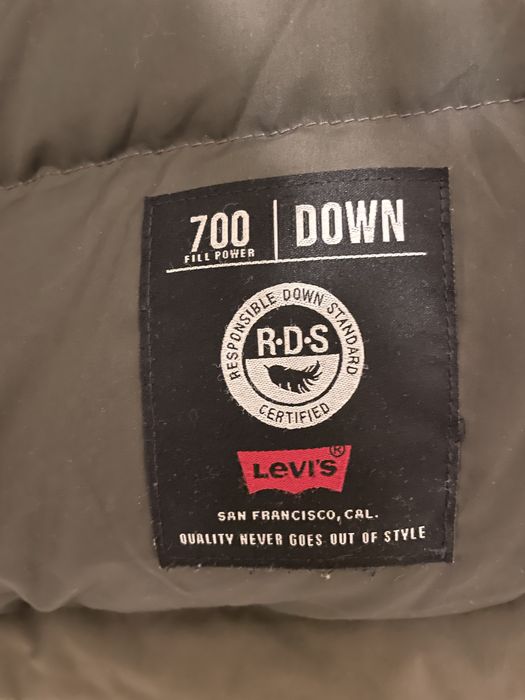 700 | DOWN
FILL POWER
RESPONSIBLE DOWN STANDARD
R·D·S
CERTIFIED
LEVI'S®
SAN FRANCISCO, CAL.
QUALITY NEVER GOES OUT OF STYLE